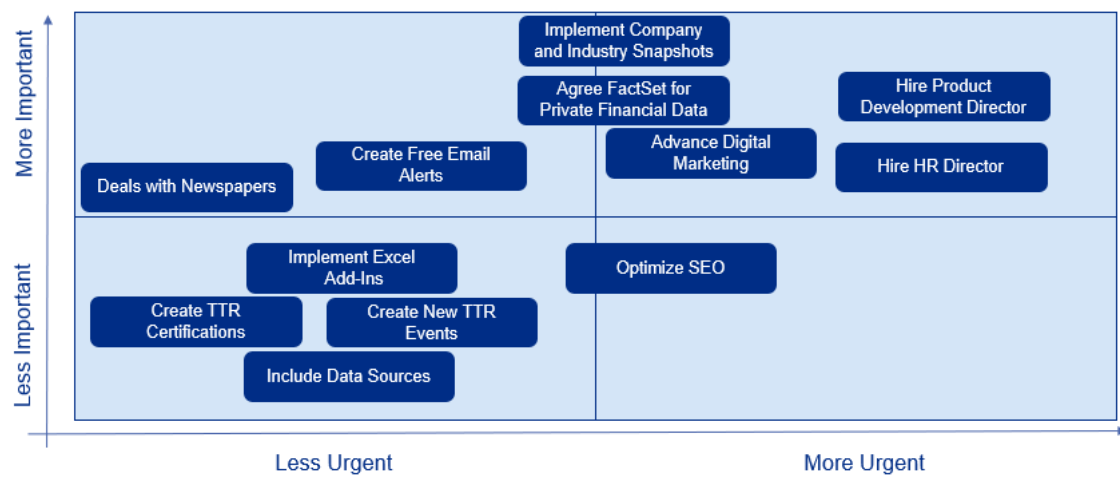 More Important
Less Important
Implement Company
and Industry Snapshots
Agree FactSet for
Private Financial Data
Hire Product
Development Director
Advance Digital
Marketing
Hire HR Director
Create Free Email
Alerts
Deals with Newspapers
Implement Excel
Add-Ins
Optimize SEO
Create TTR
Certifications
Create New TTR
Events
Include Data Sources
Less Urgent
More Urgent